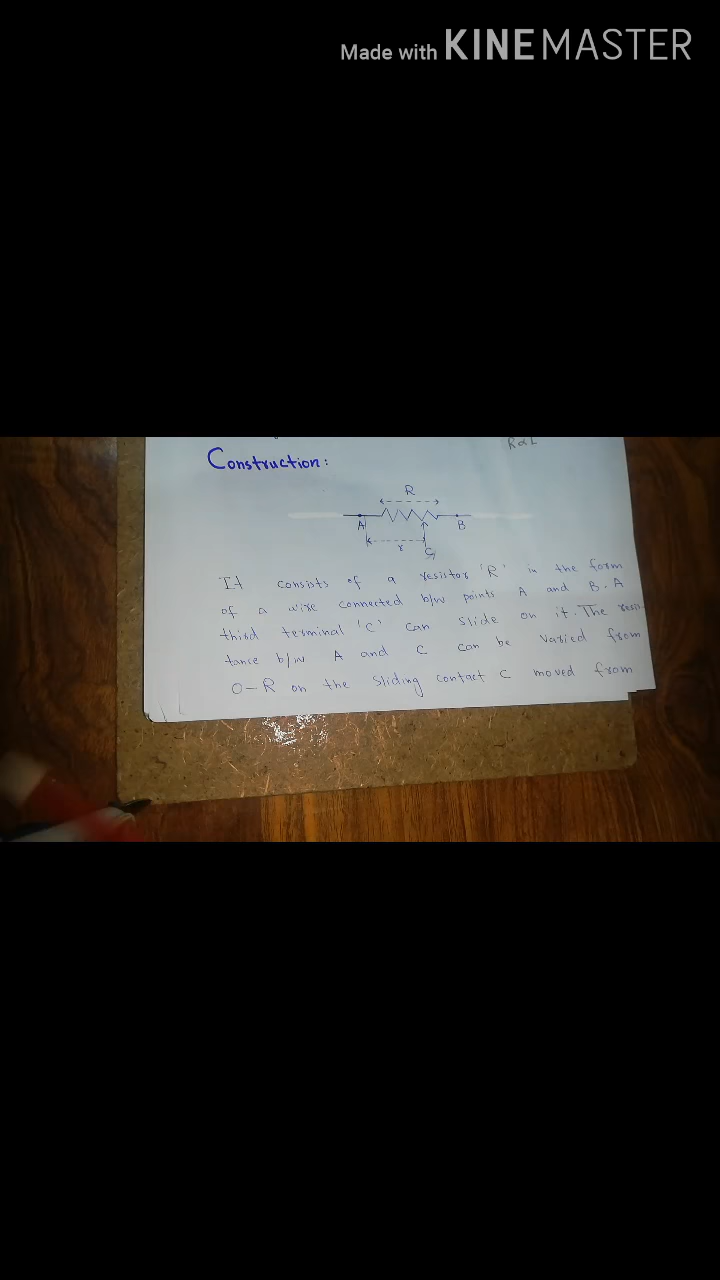 Made with KINEMASTER
R∝L
Construction:
R
A B
r
C
It consists of a resistor 'R' in the form
of a wire connected b/w points A and B. A
third terminal 'C' can slide on it. The resis-
tance b/w A and C can be varied from
O-R on the sliding contact C moved from